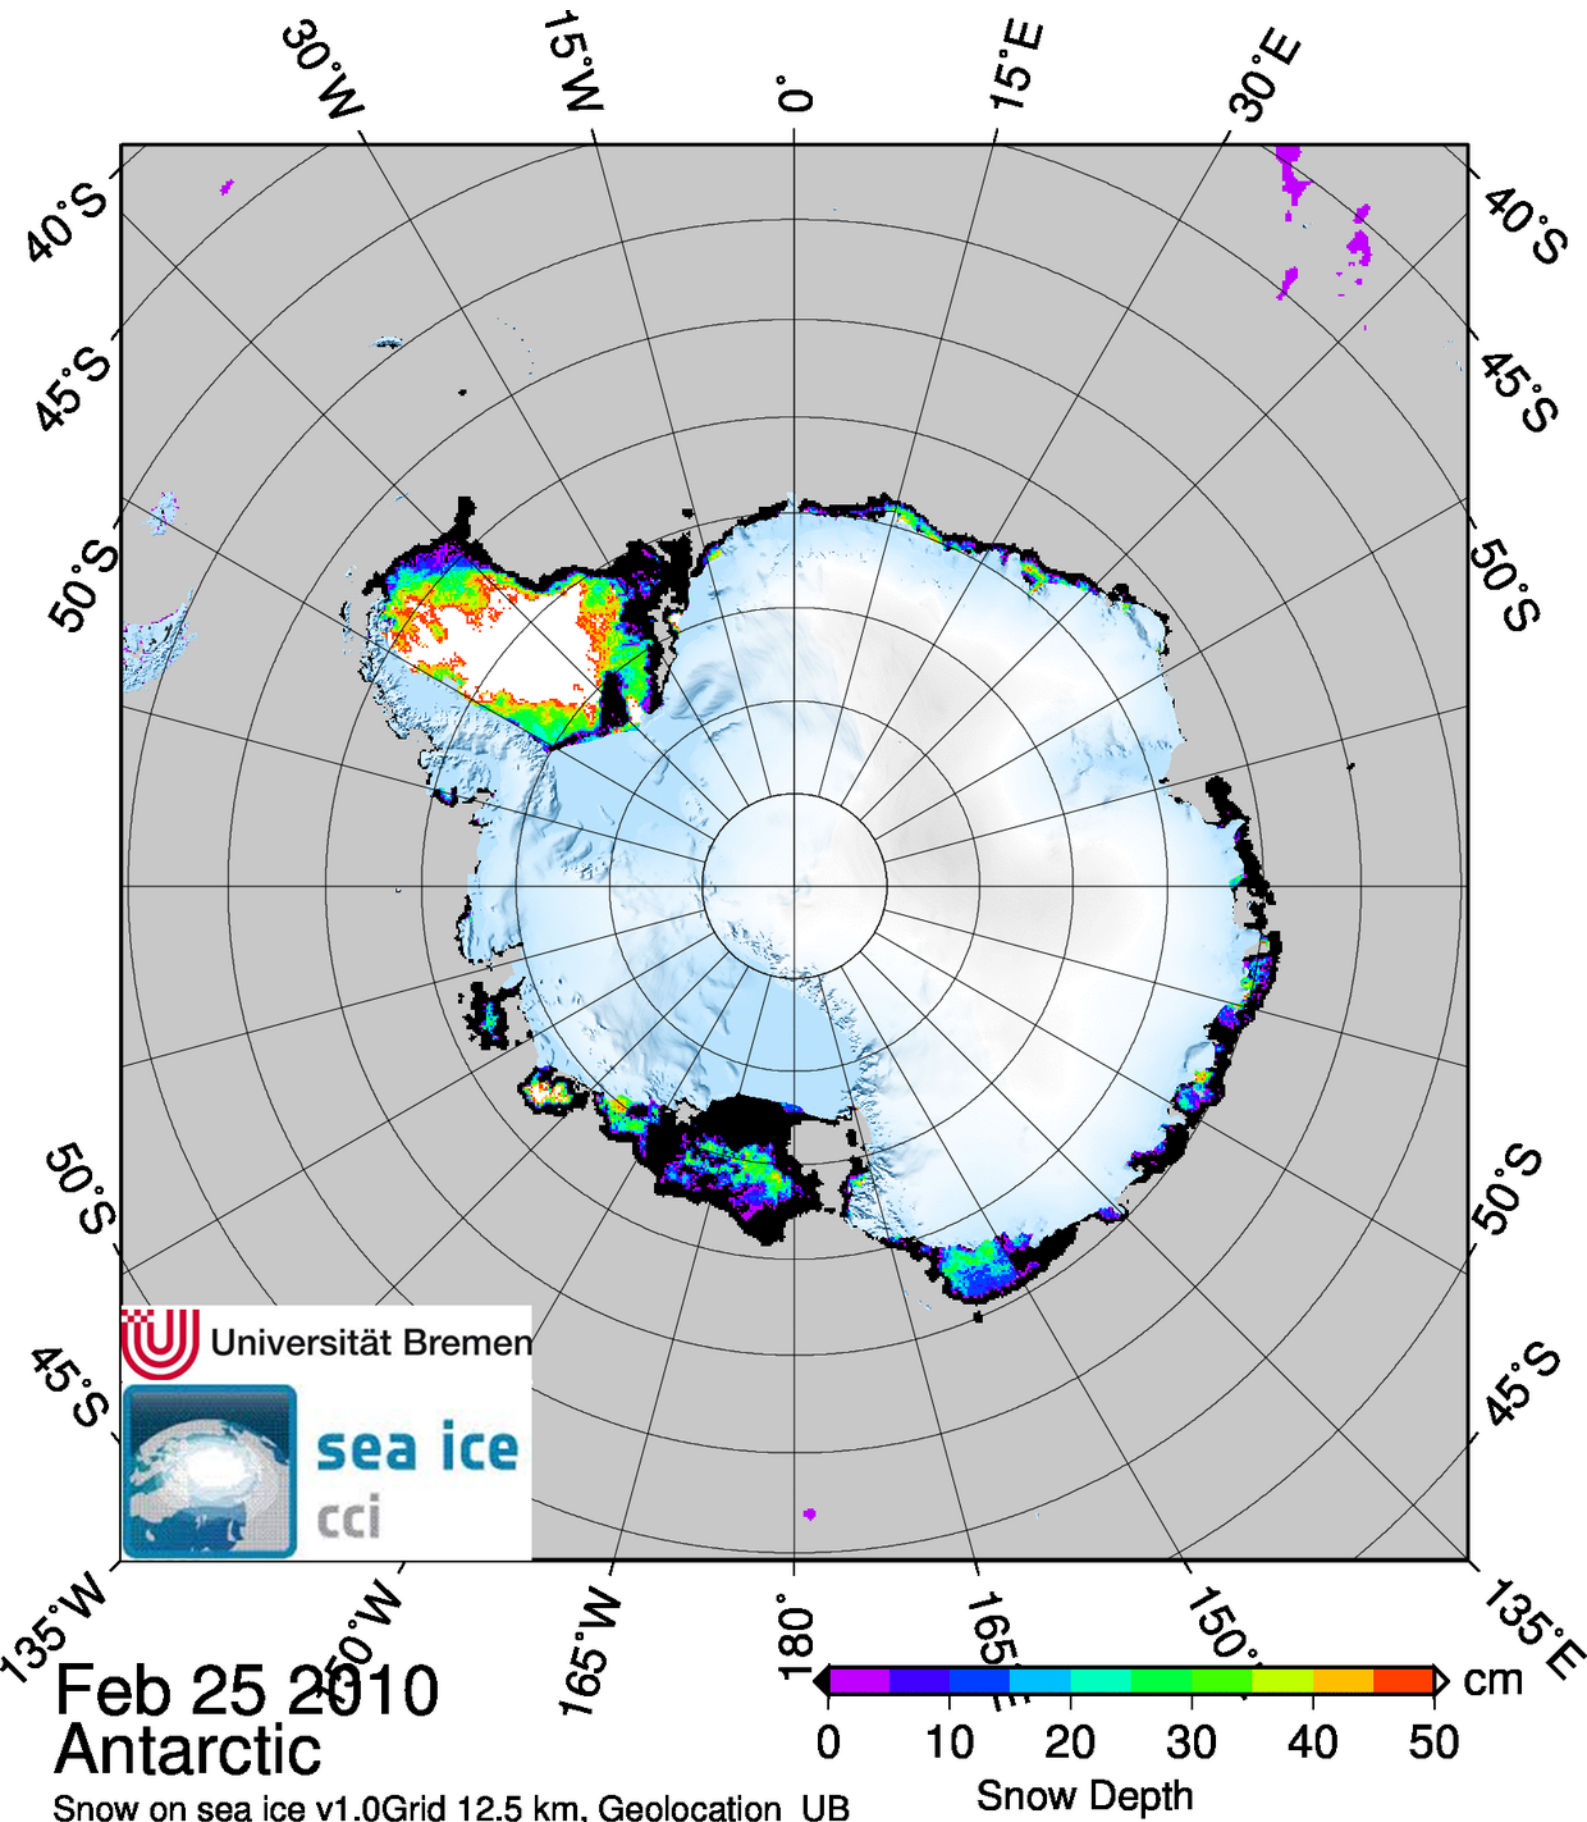 30°W 15°W 0° 15°E 30°E
40°S 40°S
45°S 45°S
50°S 50°S
50°S 50°S
45°S 45°S
Universität Bremen
sea ice
cci
135°W 150°W 165°W 180° 165°E 150° 135°E
Feb 25 2010
Antarctic
Snow on sea ice v1.0Grid 12.5 km, Geolocation UB
cm
0 10 20 30 40 50
Snow Depth